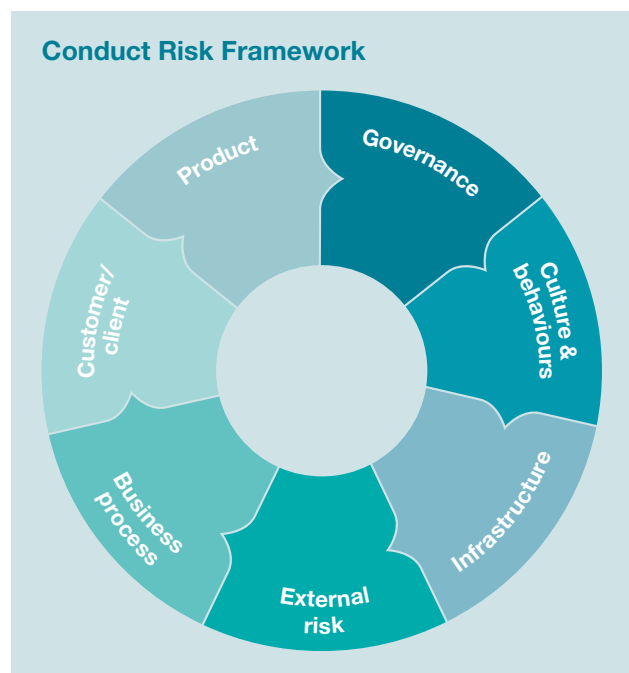 Conduct Risk Framework
Governance
Culture &
behaviours
Infrastructure
External
risk
Business
process
Customer/
client
Product